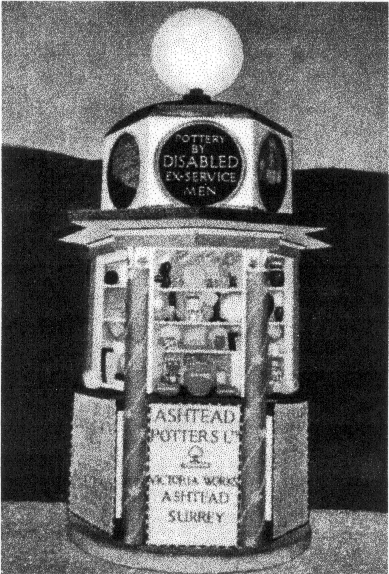 POTTERY
BY
DISABLED
EX-SERVICE
MEN
ASHTEAD
POTTERS Lᵀᴰ
VICTORIA WORKS
ASHTEAD
SURREY